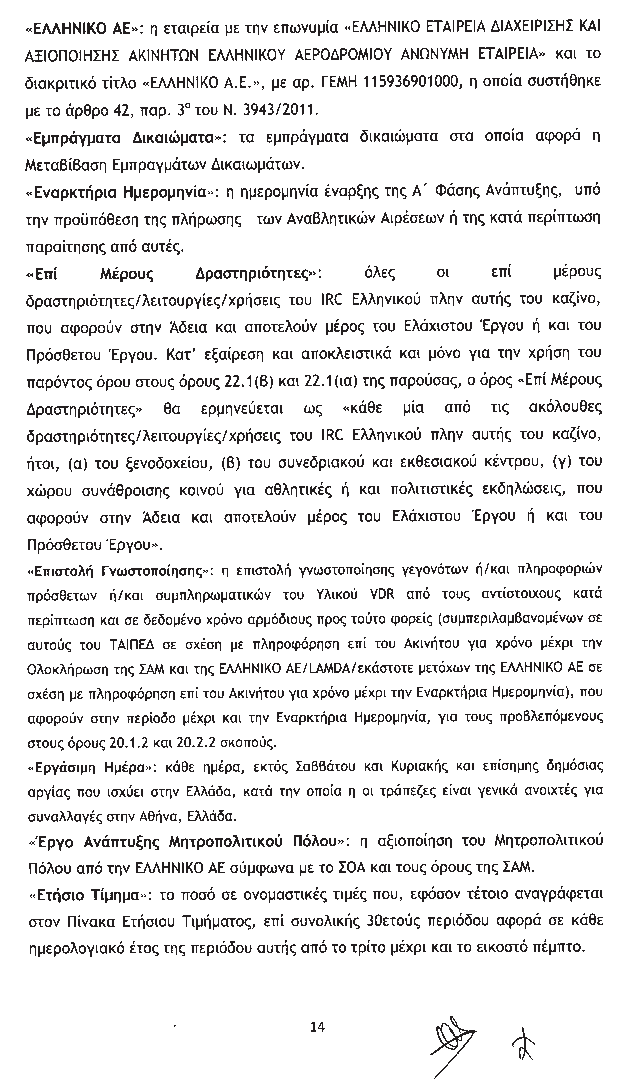 «ΕΛΛΗΝΙΚΟ ΑΕ»: η εταιρεία με την επωνυμία «ΕΛΛΗΝΙΚΟ ΕΤΑΙΡΕΙΑ ΔΙΑΧΕΙΡΙΣΗΣ ΚΑΙ
ΑΞΙΟΠΟΙΗΣΗΣ ΑΚΙΝΗΤΩΝ ΕΛΛΗΝΙΚΟΥ ΑΕΡΟΔΡΟΜΙΟΥ ΑΝΩΝΥΜΗ ΕΤΑΙΡΕΙΑ» και το
διακριτικό τίτλο «ΕΛΛΗΝΙΚΟ Α.Ε.», με αρ. ΓΕΜΗ 115936901000, η οποία συστήθηκε
με το άρθρο 42, παρ. 3α του Ν. 3943/2011.
«Εμπράγματα Δικαιώματα»: τα εμπράγματα δικαιώματα στα οποία αφορά η
Μεταβίβαση Εμπραγμάτων Δικαιωμάτων.
«Εναρκτήρια Ημερομηνία»: η ημερομηνία έναρξης της Α΄ Φάσης Ανάπτυξης, υπό
την προϋπόθεση της πλήρωσης των Αναβλητικών Αιρέσεων ή της κατά περίπτωση
παραίτησης από αυτές.
«Επί Μέρους Δραστηριότητες»: όλες οι επί μέρους
δραστηριότητες/λειτουργίες/χρήσεις του IRC Ελληνικού πλην αυτής του καζίνο,
που αφορούν στην Άδεια και αποτελούν μέρος του Ελάχιστου Έργου ή και του
Πρόσθετου Έργου. Κατ' εξαίρεση και αποκλειστικά και μόνο για την χρήση του
παρόντος όρου στους όρους 22.1(β) και 22.1(ια) της παρούσας, ο όρος «Επί Μέρους
Δραστηριότητες» θα ερμηνεύεται ως «κάθε μία από τις ακόλουθες
δραστηριότητες/λειτουργίες/χρήσεις του IRC Ελληνικού πλην αυτής του καζίνο,
ήτοι, (α) του ξενοδοχείου, (β) του συνεδριακού και εκθεσιακού κέντρου, (γ) του
χώρου συνάθροισης κοινού για αθλητικές ή και πολιτιστικές εκδηλώσεις, που
αφορούν στην Άδεια και αποτελούν μέρος του Ελάχιστου Έργου ή και του
Πρόσθετου Έργου».
«Επιστολή Γνωστοποίησης»: η επιστολή γνωστοποίησης γεγονότων ή/και πληροφοριών
πρόσθετων ή/και συμπληρωματικών του Υλικού VDR από τους αντίστοιχους κατά
περίπτωση και σε δεδομένο χρόνο αρμόδιους προς τούτο φορείς (συμπεριλαμβανομένων σε
αυτούς του ΤΑΙΠΕΔ σε σχέση με πληροφόρηση επί του Ακινήτου για χρόνο μέχρι την
Ολοκλήρωση της ΣΑΜ και της ΕΛΛΗΝΙΚΟ ΑΕ/LAMDA/εκάστοτε μετόχων της ΕΛΛΗΝΙΚΟ ΑΕ σε
σχέση με πληροφόρηση επί του Ακινήτου για χρόνο μέχρι την Εναρκτήρια Ημερομηνία), που
αφορούν στην περίοδο μέχρι και την Εναρκτήρια Ημερομηνία, για τους προβλεπόμενους
στους όρους 20.1.2 και 20.2.2 σκοπούς.
«Εργάσιμη Ημέρα»: κάθε ημέρα, εκτός Σαββάτου και Κυριακής και επίσημης δημόσιας
αργίας που ισχύει στην Ελλάδα, κατά την οποία η οι τράπεζες είναι γενικά ανοιχτές για
συναλλαγές στην Αθήνα, Ελλάδα.
«Έργο Ανάπτυξης Μητροπολιτικού Πόλου»: η αξιοποίηση του Μητροπολιτικού
Πόλου από την ΕΛΛΗΝΙΚΟ ΑΕ σύμφωνα με το ΣΟΑ και τους όρους της ΣΑΜ.
«Ετήσιο Τίμημα»: το ποσό σε ονομαστικές τιμές που, εφόσον τέτοιο αναγράφεται
στον Πίνακα Ετήσιου Τιμήματος, επί συνολικής 30ετούς περιόδου αφορά σε κάθε
ημερολογιακό έτος της περιόδου αυτής από το τρίτο μέχρι και το εικοστό πέμπτο.
14